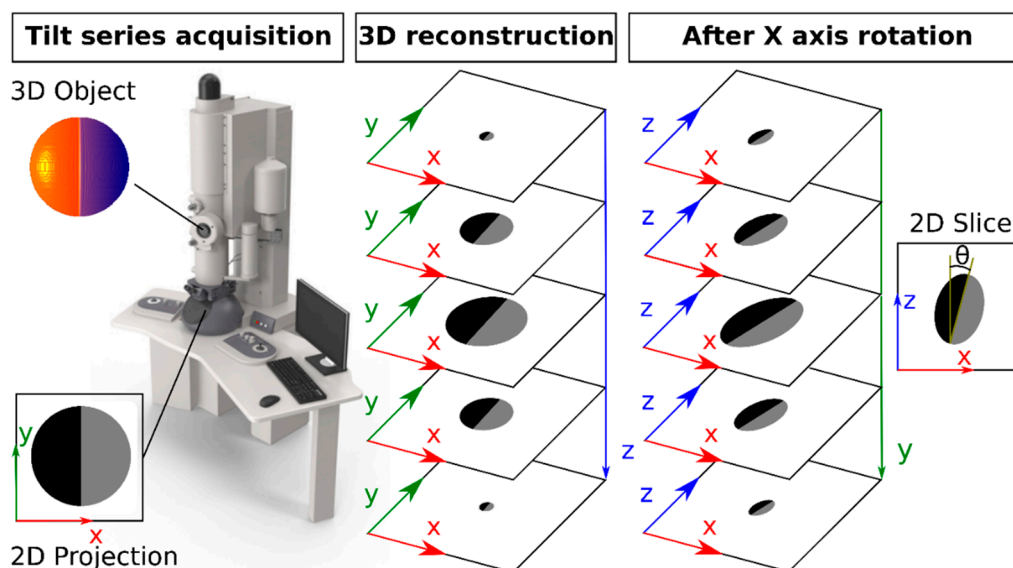 Tilt series acquisition
3D reconstruction
After X axis rotation
3D Object
2D Projection
y
x
y
x
y
x
y
x
y
x
y
x
z
z
x
z
x
z
x
z
x
z
x
y
2D Slice
θ
z
x